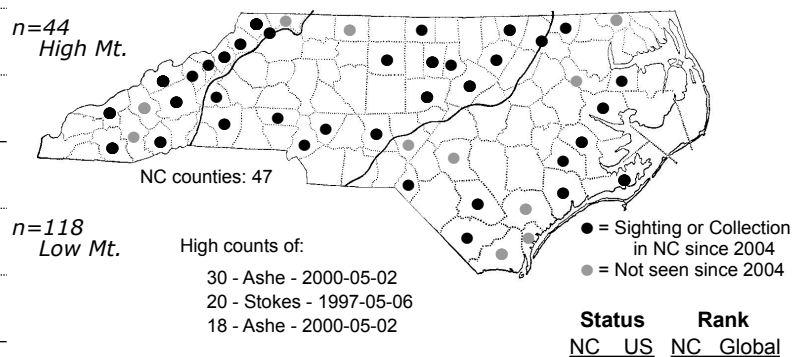 n=44
High Mt.
NC counties: 47
n=118
Low Mt.
High counts of:
30 - Ashe - 2000-05-02
20 - Stokes - 1997-05-06
18 - Ashe - 2000-05-02
= Sighting or Collection
in NC since 2004
= Not seen since 2004
Status Rank
NC US NC Global